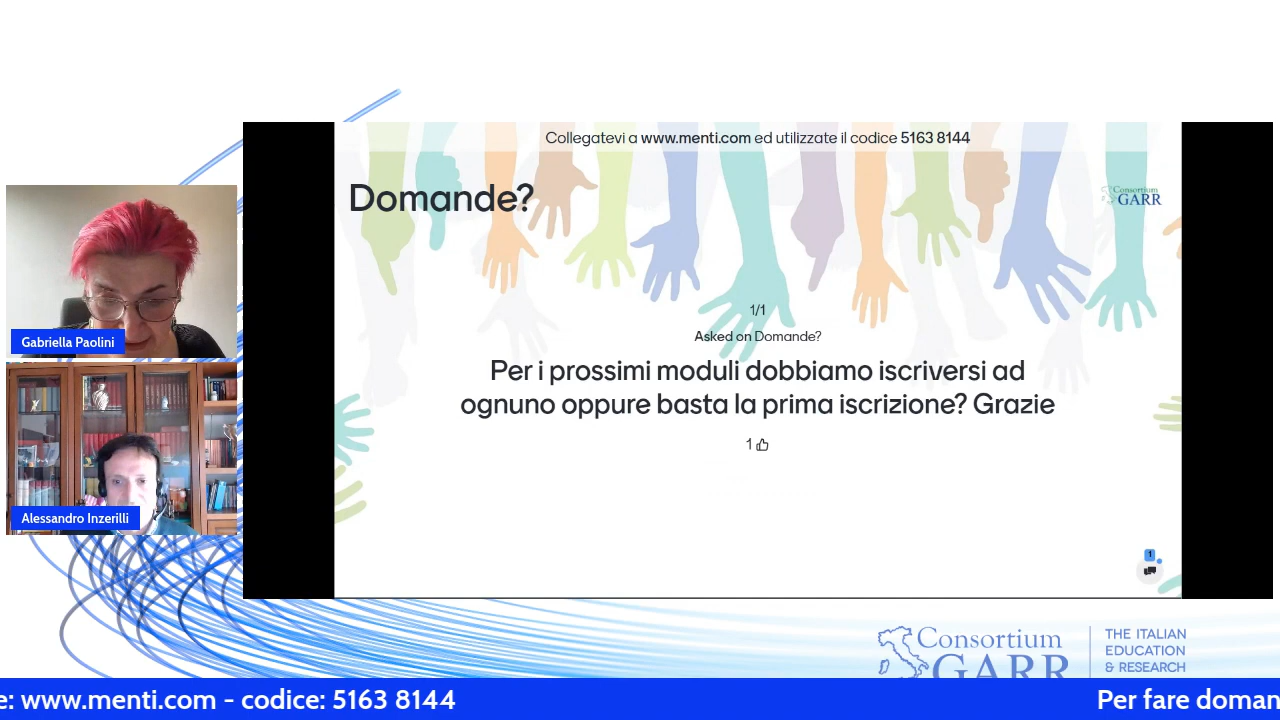 Collegatevi a www.menti.com ed utilizzate il codice 5163 8144
Domande?
Consortium
GARR
1/1
Asked on Domande?
Per i prossimi moduli dobbiamo iscriversi ad
ognuno oppure basta la prima iscrizione? Grazie
1
1
Gabriella Paolini
Alessandro Inzerilli
Consortium
GARR
THE ITALIAN
EDUCATION
& RESEARCH
e: www.menti.com - codice: 5163 8144
Per fare doman